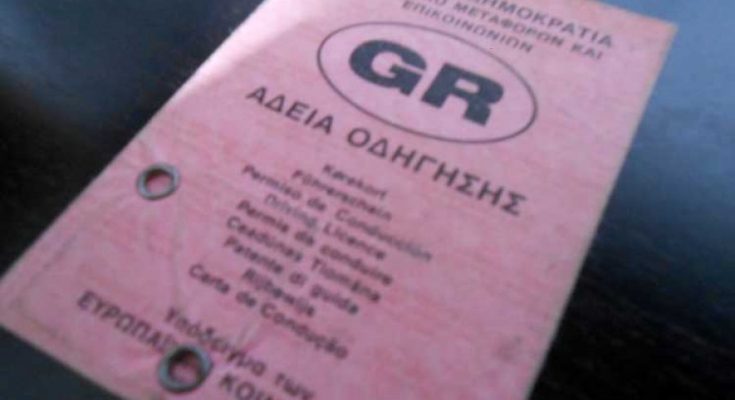 ΔΗΜΟΚΡΑΤΙΑ
ΜΕΤΑΦΟΡΩΝ ΚΑΙ
ΕΠΙΚΟΙΝΩΝΙΩΝ
GR
ΑΔΕΙΑ ΟΔΗΓΗΣΗΣ
Kørekort
Führerschein
Permiso de Conducción
Driving Licence
Permis de conduire
Ceadúnas Tiomána
Patente di guida
Rijbewijs
Carta de Condução
Υπόδειγμα των